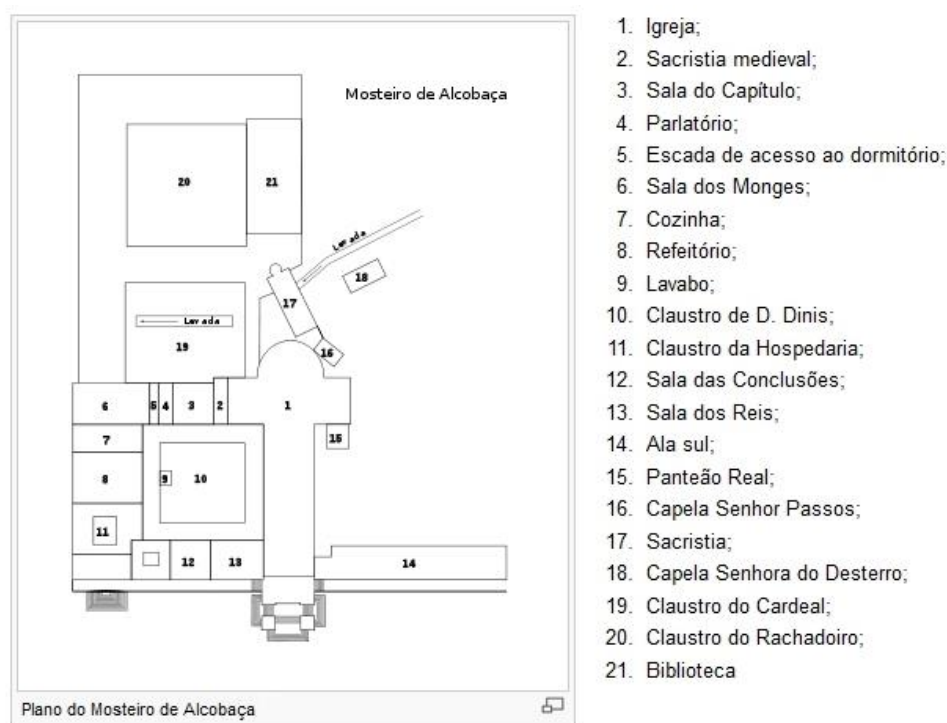 Mosteiro de Alcobaça
20
21
Levada
18
17
Levada
19
16
6
5
4
3
2
1
7
15
8
9
10
11
12
13
14
Plano do Mosteiro de Alcobaça
1. Igreja;
2. Sacristia medieval;
3. Sala do Capítulo;
4. Parlatório;
5. Escada de acesso ao dormitório;
6. Sala dos Monges;
7. Cozinha;
8. Refeitório;
9. Lavabo;
10. Claustro de D. Dinis;
11. Claustro da Hospedaria;
12. Sala das Conclusões;
13. Sala dos Reis;
14. Ala sul;
15. Panteão Real;
16. Capela Senhor Passos;
17. Sacristia;
18. Capela Senhora do Desterro;
19. Claustro do Cardeal;
20. Claustro do Rachadoiro;
21. Biblioteca